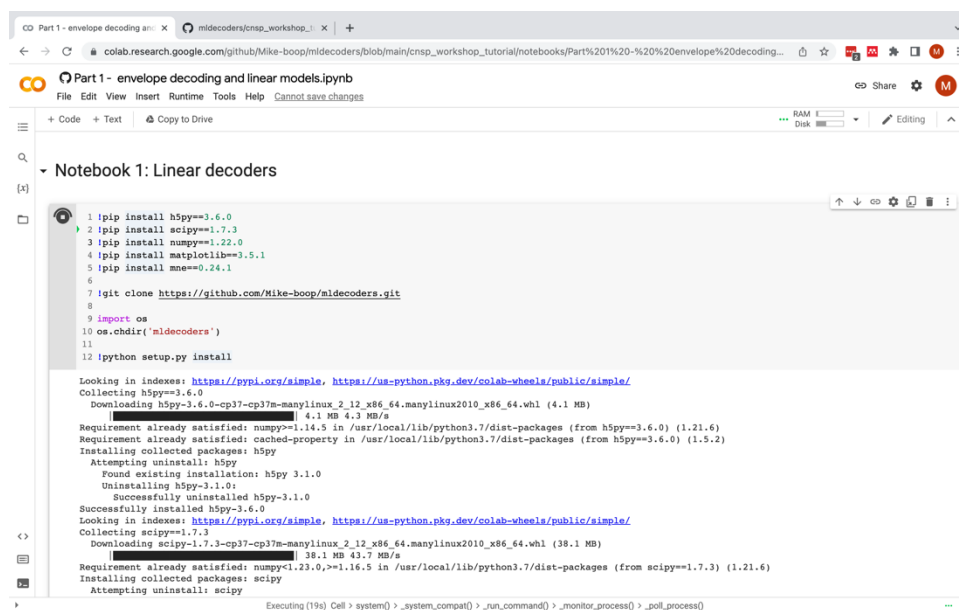 Part 1 - envelope decoding and
mldecoders/cnsp_workshop_t
colab.research.google.com/github/Mike-boop/mldecoders/blob/main/cnsp_workshop_tutorial/notebooks/Part%201%20-%20%20envelope%20decoding...
2
M
CO
Part 1 - envelope decoding and linear models.ipynb
Share
M
File Edit View Insert Runtime Tools Help Cannot save changes
+ Code + Text Copy to Drive
RAM
Disk
Editing
Notebook 1: Linear decoders
{x}
1 !pip install h5py==3.6.0
2 !pip install scipy==1.7.3
3 !pip install numpy==1.22.0
4 !pip install matplotlib==3.5.1
5 !pip install mne==0.24.1
6
7 !git clone https://github.com/Mike-boop/mldecoders.git
8
9 import os
10 os.chdir('mldecoders')
11
12 !python setup.py install
Looking in indexes: https://pypi.org/simple, https://us-python.pkg.dev/colab-wheels/public/simple/
Collecting h5py==3.6.0
Downloading h5py-3.6.0-cp37-cp37m-manylinux_2_12_x86_64.manylinux2010_x86_64.whl (4.1 MB)
| 4.1 MB 4.3 MB/s
Requirement already satisfied: numpy>=1.14.5 in /usr/local/lib/python3.7/dist-packages (from h5py==3.6.0) (1.21.6)
Requirement already satisfied: cached-property in /usr/local/lib/python3.7/dist-packages (from h5py==3.6.0) (1.5.2)
Installing collected packages: h5py
Attempting uninstall: h5py
Found existing installation: h5py 3.1.0
Uninstalling h5py-3.1.0:
Successfully uninstalled h5py-3.1.0
Successfully installed h5py-3.6.0
Looking in indexes: https://pypi.org/simple, https://us-python.pkg.dev/colab-wheels/public/simple/
Collecting scipy==1.7.3
Downloading scipy-1.7.3-cp37-cp37m-manylinux_2_12_x86_64.manylinux2010_x86_64.whl (38.1 MB)
| 38.1 MB 43.7 MB/s
Requirement already satisfied: numpy<1.23.0,>=1.16.5 in /usr/local/lib/python3.7/dist-packages (from scipy==1.7.3) (1.21.6)
Installing collected packages: scipy
Attempting uninstall: scipy
Executing (19s) Cell > system() > _system_compat() > _run_command() > _monitor_process() > _poll_process()